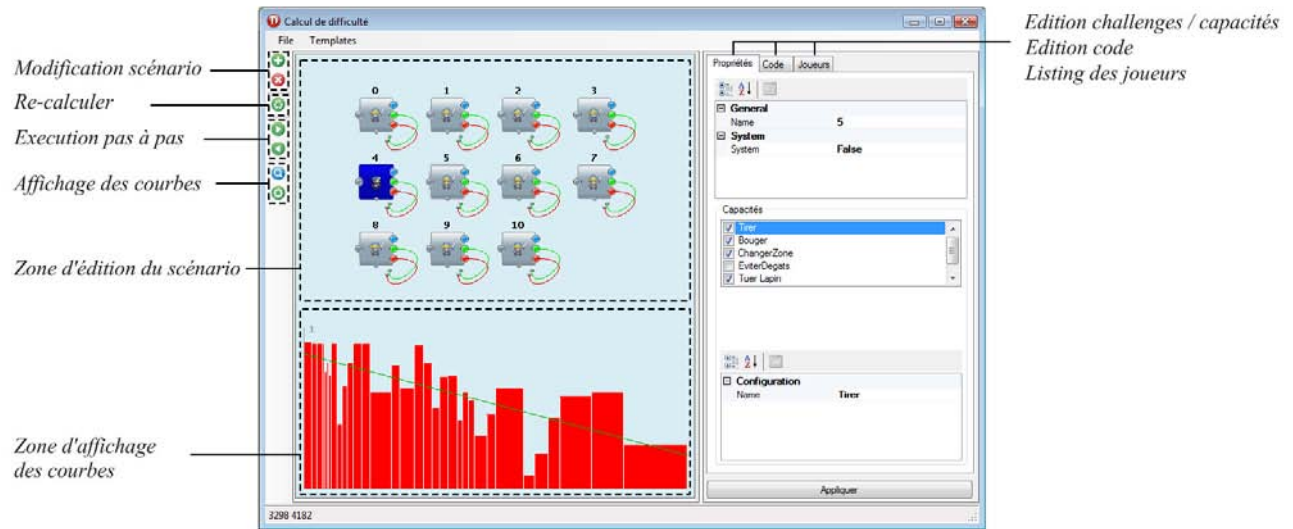 Calcul de difficulté
File Templates
Modification scénario
Re-calculer
Execution pas à pas
Affichage des courbes
Zone d'édition du scénario
Zone d'affichage
des courbes
0 1 2 3
4 5 6 7
8 9 10
1
3298 4182
Edition challenges / capacités
Edition code
Listing des joueurs
Propriétés Code Joueurs
General
Name 5
System
System False
Capacités
Tirer
Bouger
ChangerZone
EviterDegats
Tuer Lapin
Configuration
Name Tirer
Appliquer